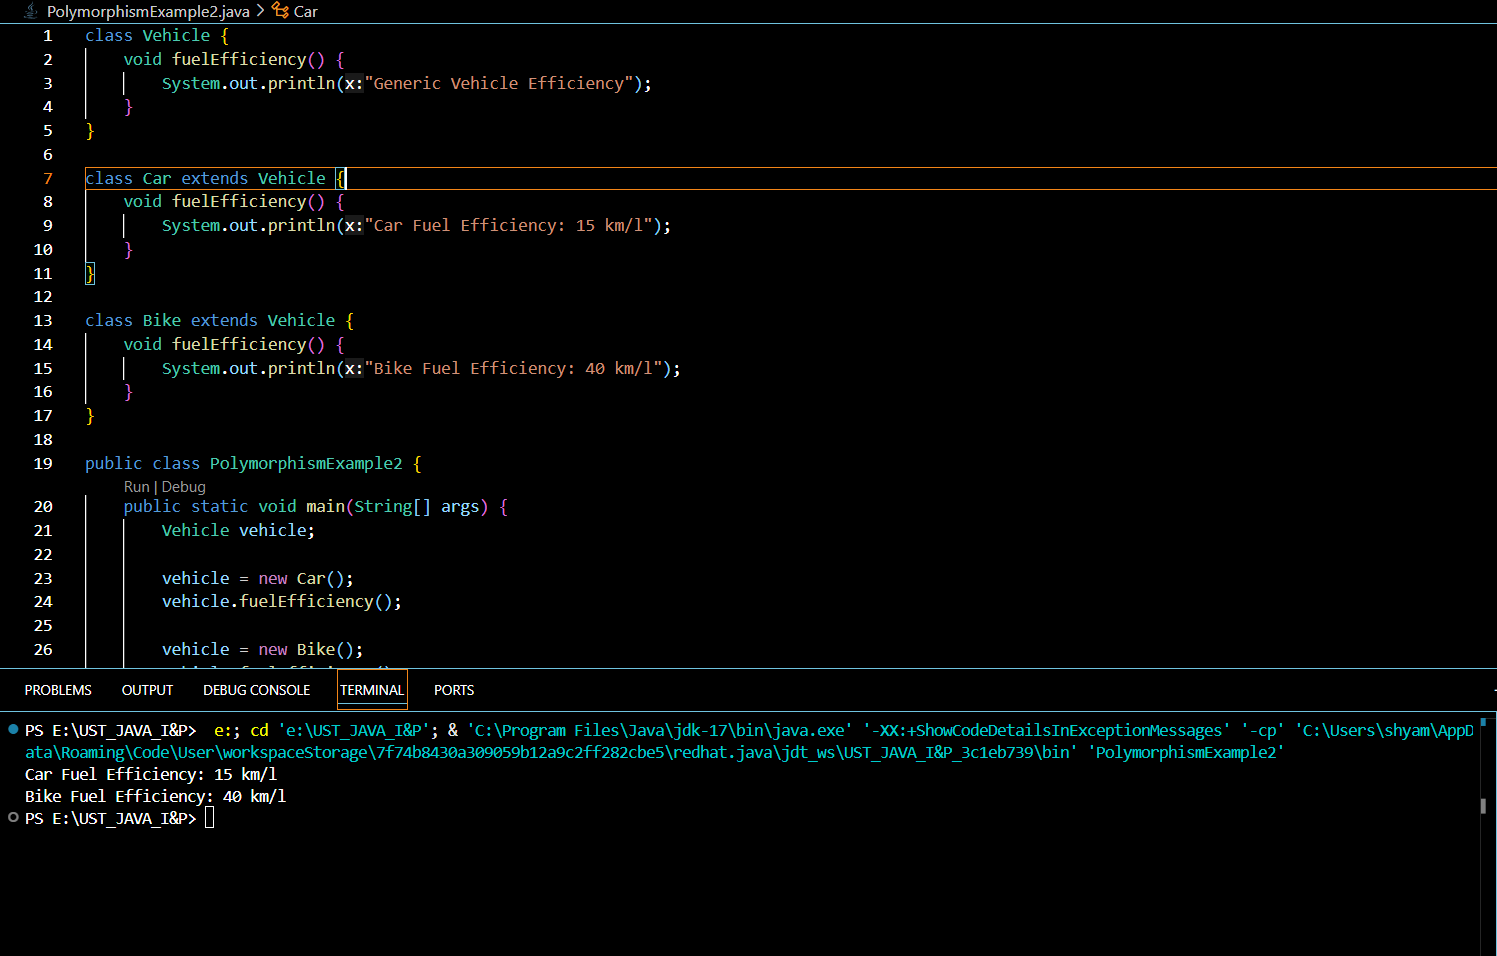 PolymorphismExample2.java > Car
1 class Vehicle {
2 void fuelEfficiency() {
3 System.out.println(x:"Generic Vehicle Efficiency");
4 }
5 }
6
7 class Car extends Vehicle {
8 void fuelEfficiency() {
9 System.out.println(x:"Car Fuel Efficiency: 15 km/l");
10 }
11 }
12
13 class Bike extends Vehicle {
14 void fuelEfficiency() {
15 System.out.println(x:"Bike Fuel Efficiency: 40 km/l");
16 }
17 }
18
19 public class PolymorphismExample2 {
Run | Debug
20 public static void main(String[] args) {
21 Vehicle vehicle;
22
23 vehicle = new Car();
24 vehicle.fuelEfficiency();
25
26 vehicle = new Bike();
PROBLEMS OUTPUT DEBUG CONSOLE TERMINAL PORTS
PS E:\UST_JAVA_I&P> e:; cd 'e:\UST_JAVA_I&P'; & 'C:\Program Files\Java\jdk-17\bin\java.exe' '-XX:+ShowCodeDetailsInExceptionMessages' '-cp' 'C:\Users\shyam\AppD
ata\Roaming\Code\User\workspaceStorage\7f74b8430a309059b12a9c2ff282cbe5\redhat.java\jdt_ws\UST_JAVA_I&P_3c1eb739\bin' 'PolymorphismExample2'
Car Fuel Efficiency: 15 km/l
Bike Fuel Efficiency: 40 km/l
PS E:\UST_JAVA_I&P>